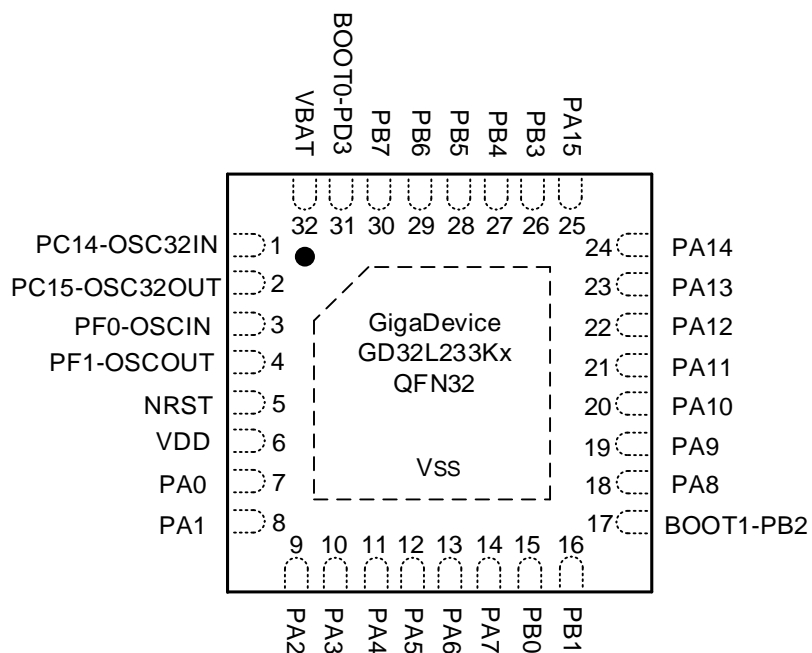 VBAT
BOOT0-PD3
PB7
PB6
PB5
PB4
PB3
PA15
32 31 30 29 28 27 26 25
PC14-OSC32IN 1
PC15-OSC32OUT 2
PF0-OSCIN 3
PF1-OSCOUT 4
NRST 5
VDD 6
PA0 7
PA1 8
GigaDevice
GD32L233Kx
QFN32
VSS
24 PA14
23 PA13
22 PA12
21 PA11
20 PA10
19 PA9
18 PA8
17 BOOT1-PB2
9 10 11 12 13 14 15 16
PA2
PA3
PA4
PA5
PA6
PA7
PB0
PB1